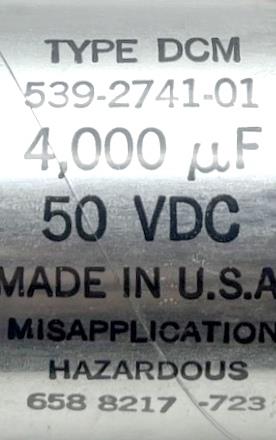 TYPE DCM
539-2741-01
4,000 µF
50 VDC
MADE IN U.S.A
MISAPPLICATION
HAZARDOUS
658 8217 -723